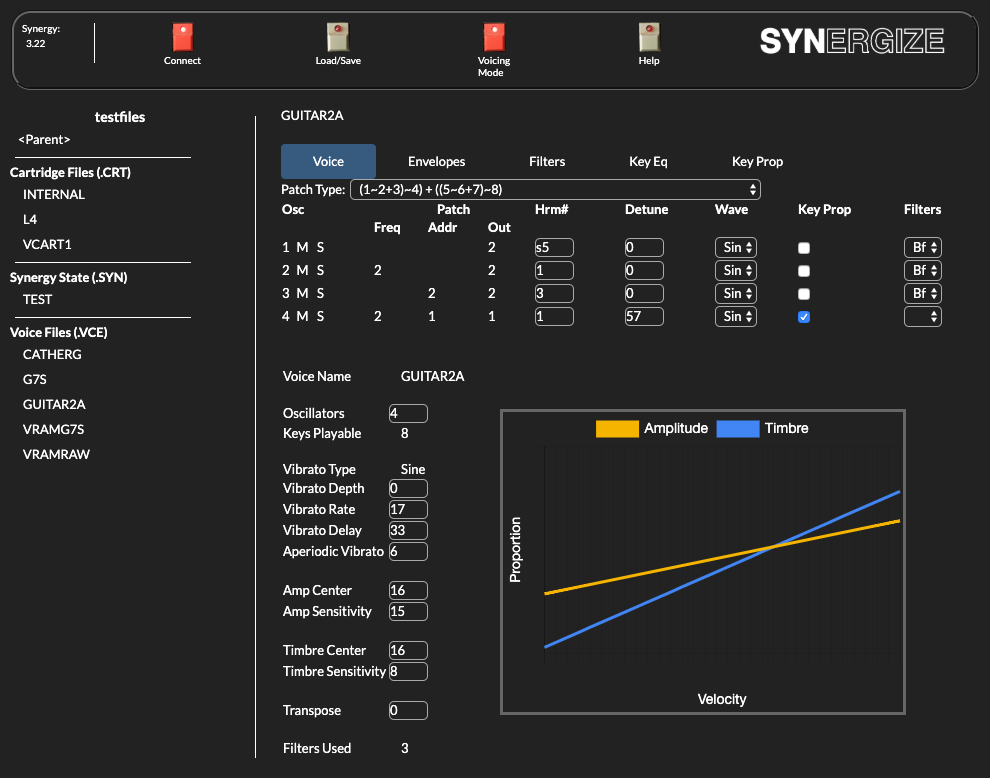 Synergy:
3.22
Connect
Load/Save
Voicing
Mode
Help
SYNERGIZE
testfiles
<Parent>
Cartridge Files (.CRT)
INTERNAL
L4
VCART1
Synergy State (.SYN)
TEST
Voice Files (.VCE)
CATHERG
G7S
GUITAR2A
VRAMG7S
VRAMRAW
GUITAR2A
Voice Envelopes Filters Key Eq Key Prop
Patch Type: (1~2+3)~4) + ((5~6+7)~8)
Osc Patch Hrm# Detune Wave Key Prop Filters
Freq Addr Out
1 M S 2 s5 0 Sin Bf
2 M S 2 2 1 0 Sin Bf
3 M S 2 2 3 0 Sin Bf
4 M S 2 1 1 1 57 Sin
Voice Name GUITAR2A
Oscillators 4
Keys Playable 8
Vibrato Type Sine
Vibrato Depth 0
Vibrato Rate 17
Vibrato Delay 33
Aperiodic Vibrato 6
Amp Center 16
Amp Sensitivity 15
Timbre Center 16
Timbre Sensitivity 8
Transpose 0
Filters Used 3
Amplitude Timbre
Proportion
Velocity